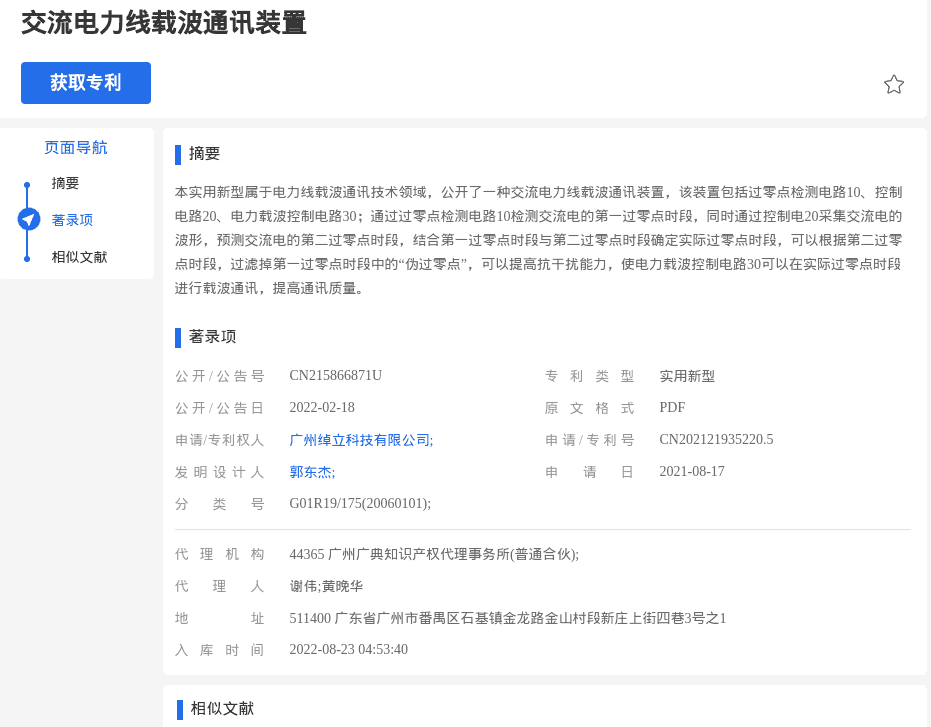 交流电力线载波通讯装置
获取专利
页面导航
摘要
著录项
相似文献
摘要
本实用新型属于电力线载波通讯技术领域，公开了一种交流电力线载波通讯装置，该装置包括过零点检测电路10、控制
电路20、电力载波控制电路30；通过过零点检测电路10检测交流电的第一过零点时段，同时通过控制电20采集交流电的
波形，预测交流电的第二过零点时段，结合第一过零点时段与第二过零点时段确定实际过零点时段，可以根据第二过零
点时段，过滤掉第一过零点时段中的“伪过零点”，可以提高抗干扰能力，使电力载波控制电路30可以在实际过零点时段
进行载波通讯，提高通讯质量。
著录项
公开/公告号 CN215866871U 专利类型 实用新型
公开/公告日 2022-02-18 原文格式 PDF
申请/专利权人 广州绰立科技有限公司; 申请/专利号 CN202121935220.5
发明设计人 郭东杰; 申请日 2021-08-17
分类号 G01R19/175(20060101);
代理机构 44365 广州广典知识产权代理事务所(普通合伙);
代理人 谢伟;黄晚华
地址 511400 广东省广州市番禺区石基镇金龙路金山村段新庄上街四巷3号之1
入库时间 2022-08-23 04:53:40
相似文献